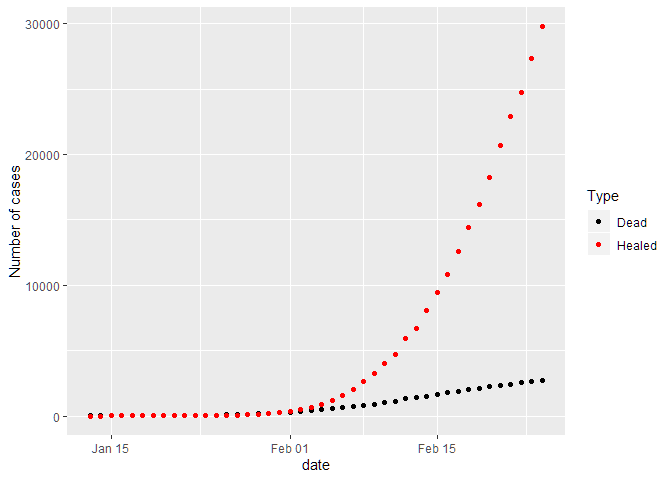 30000
20000
10000
0
Number of cases
Jan 15
Feb 01
Feb 15
date
Type
Dead
Healed